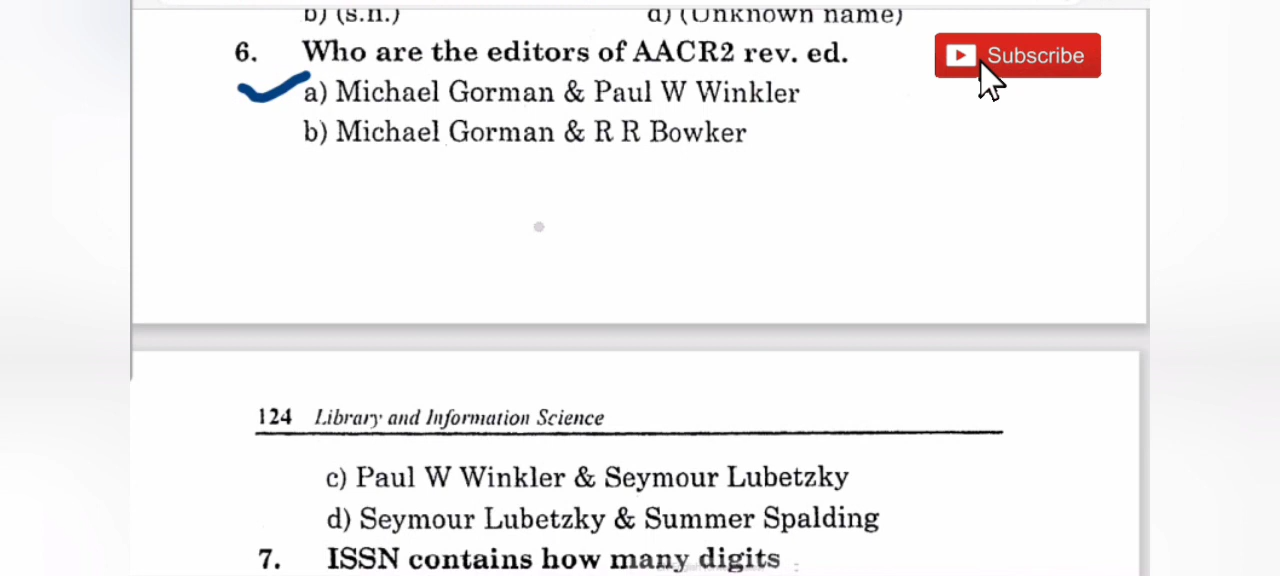 b) (s.n.) d) (Unknown name)
6. Who are the editors of AACR2 rev. ed.
Subscribe
a) Michael Gorman & Paul W Winkler
b) Michael Gorman & R R Bowker
124 Library and Information Science
c) Paul W Winkler & Seymour Lubetzky
d) Seymour Lubetzky & Summer Spalding
7. ISSN contains how many digits